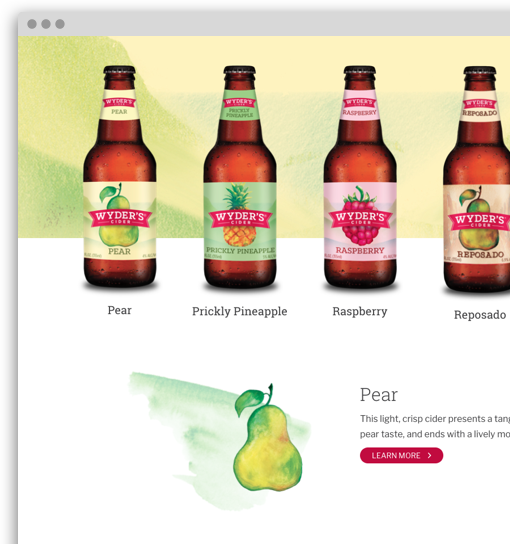 WYDER'S
PEAR
WYDER'S
PRICKLY
PINEAPPLE
WYDER'S
RASPBERRY
WYDER'S
REPOSADO
WYDER'S
CIDER
PEAR
WYDER'S
CIDER
PRICKLY PINEAPPLE
WYDER'S
CIDER
RASPBERRY
WYDER'S
CIDER
REPOSADO
Pear
Prickly Pineapple
Raspberry
Reposado
Pear
This light, crisp cider presents a tang
pear taste, and ends with a lively mo
LEARN MORE